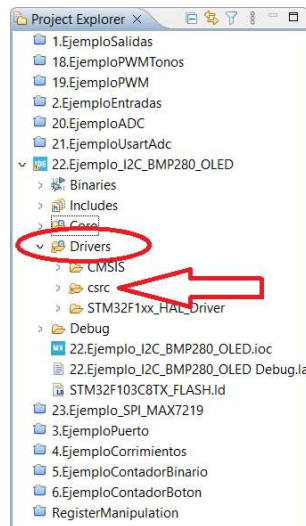 Project Explorer
1.EjemploSalidas
18.EjemploPWMTonos
19.EjemploPWM
2.EjemploEntradas
20.EjemploADC
21.EjemploUsartAdc
IDE 22.Ejemplo_I2C_BMP280_OLED
Binaries
Includes
Core
Drivers
CMSIS
csrc
STM32F1xx_HAL_Driver
Debug
MX 22.Ejemplo_I2C_BMP280_OLED.ioc
22.Ejemplo_I2C_BMP280_OLED Debug.la
STM32F103C8TX_FLASH.ld
23.Ejemplo_SPI_MAX7219
3.EjemploPuerto
4.EjemploCorrimientos
5.EjemploContadorBinario
6.EjemploContadorBoton
RegisterManipulation